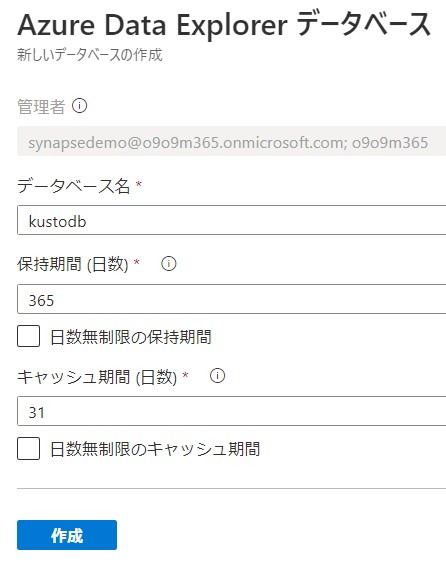 Azure Data Explorer データベース
新しいデータベースの作成
管理者
synapsedemo@o9o9m365.onmicrosoft.com; o9o9m365
データベース名 *
kustodb
保持期間 (日数) *
365
日数無制限の保持期間
キャッシュ期間 (日数) *
31
日数無制限のキャッシュ期間
作成